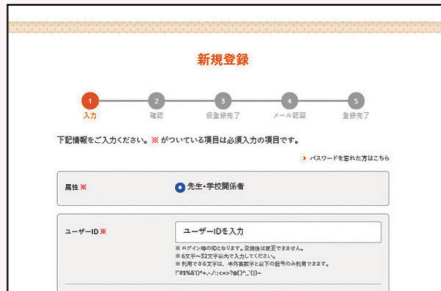 新規登録
1 2 3 4 5
入力 確認 仮登録完了 メール認証 登録完了
下記情報をご入力ください。※ がついている項目は必須入力の項目です。
パスワードを忘れた方はこちら
属性 ※ 先生・学校関係者
ユーザーID ※ ユーザーIDを入力
※ ログイン時のIDとなります。登録後は変更できません。
※ 6文字～32文字以内で入力してください。
※ 利用できる文字は、半角英数字と以下の記号のみ利用できます。